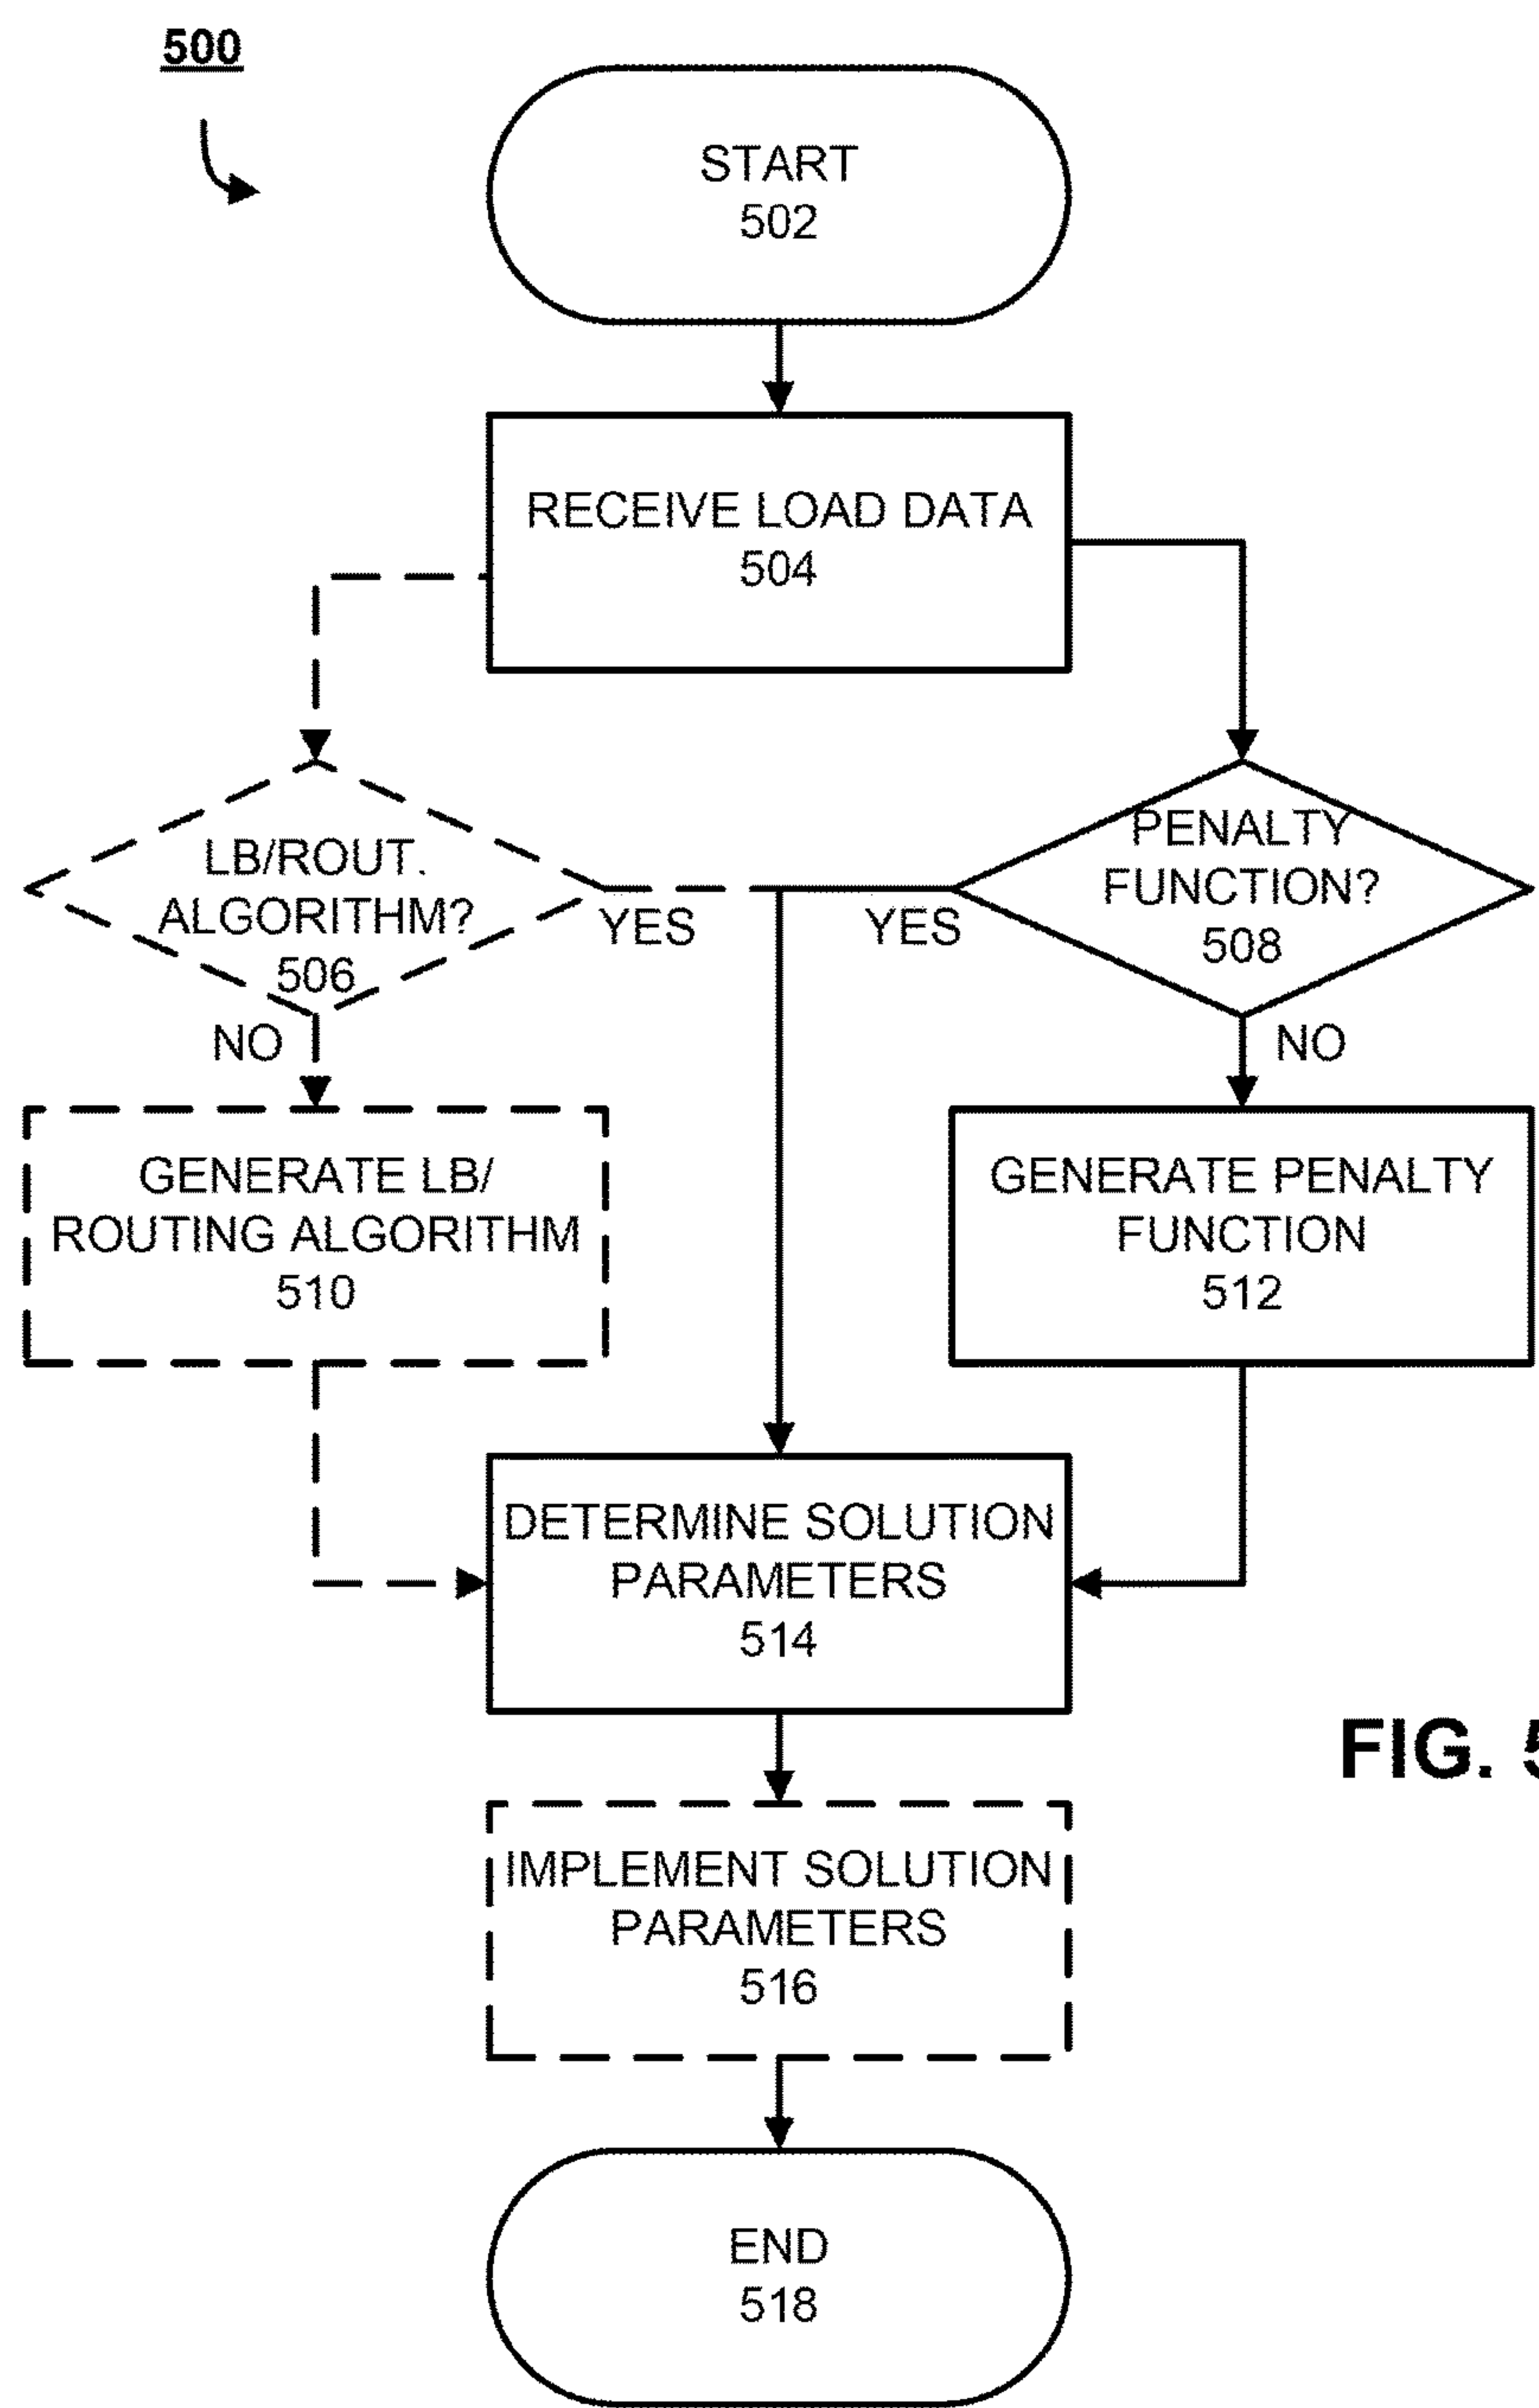 500
START
502
RECEIVE LOAD DATA
504
LB/ROUT.
ALGORITHM?
506
YES
NO
PENALTY
FUNCTION?
508
YES
NO
GENERATE LB/
ROUTING ALGORITHM
510
GENERATE PENALTY
FUNCTION
512
DETERMINE SOLUTION
PARAMETERS
514
FIG. 5
IMPLEMENT SOLUTION
PARAMETERS
516
END
518